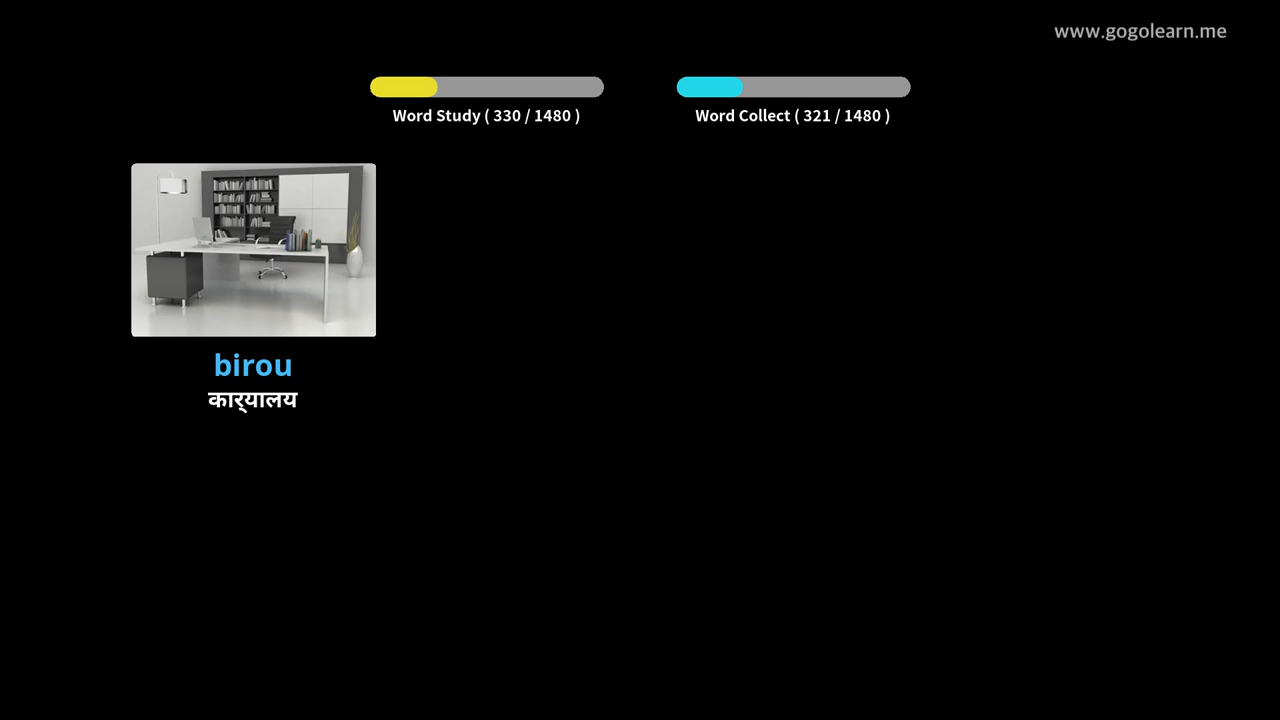 www.gogolearn.me
Word Study ( 330 / 1480 )
Word Collect ( 321 / 1480 )
birou
कार्‍यालय